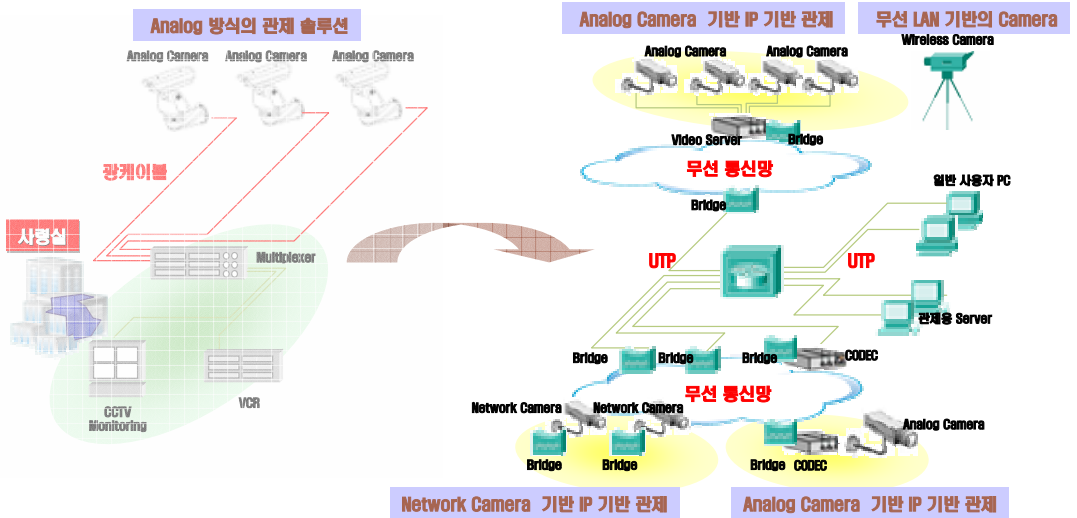 Analog 방식의 관제 솔루션
Analog Camera
Analog Camera
Analog Camera
광케이블
사령실
Multiplexer
CCTV
Monitoring
VCR
Analog Camera 기반 IP 기반 관제
무선 LAN 기반의 Camera
Wireless Camera
Analog Camera
Analog Camera
Video Server
Bridge
무선 통신망
Bridge
일반 사용자 PC
UTP
UTP
관제용 Server
Bridge
Bridge
Bridge
CODEC
무선 통신망
Network Camera
Network Camera
Analog Camera
Bridge
Bridge
Bridge
CODEC
Network Camera 기반 IP 기반 관제
Analog Camera 기반 IP 기반 관제